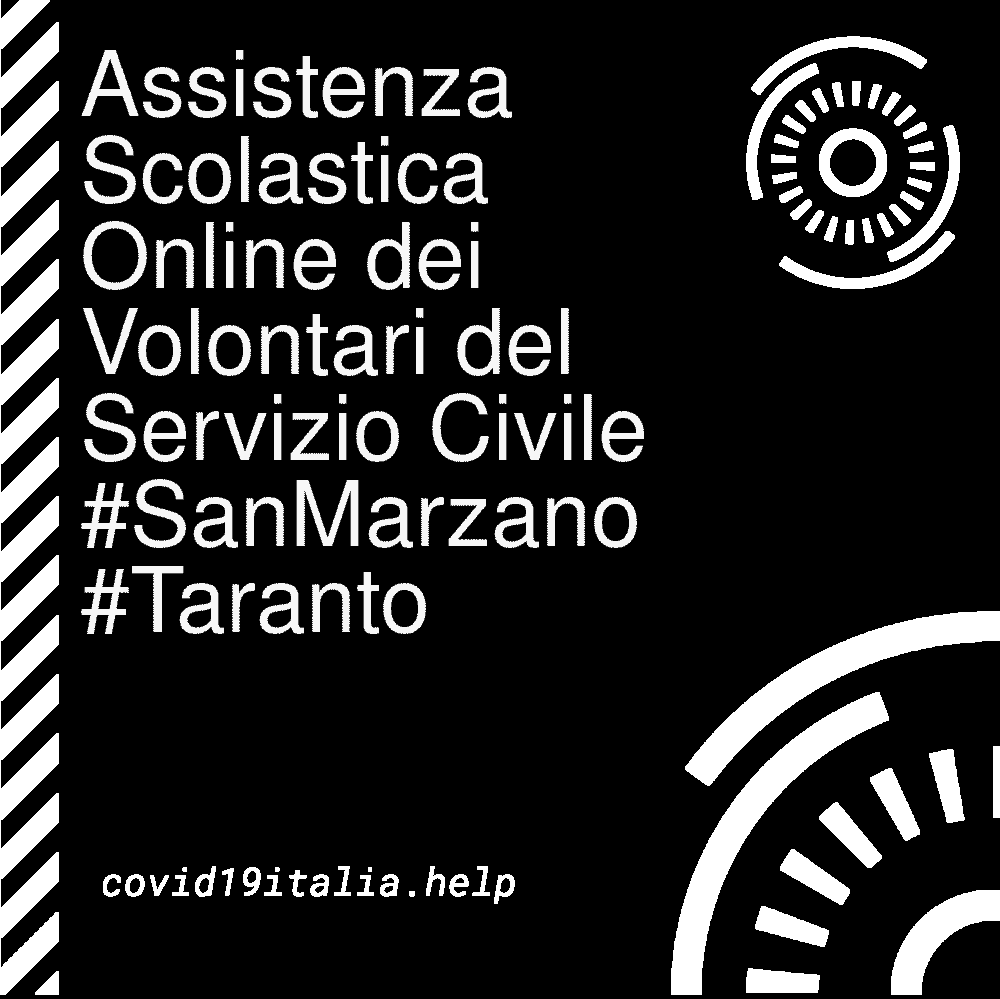 Assistenza
Scolastica
Online dei
Volontari del
Servizio Civile
#SanMarzano
#Taranto
covid19italia.help